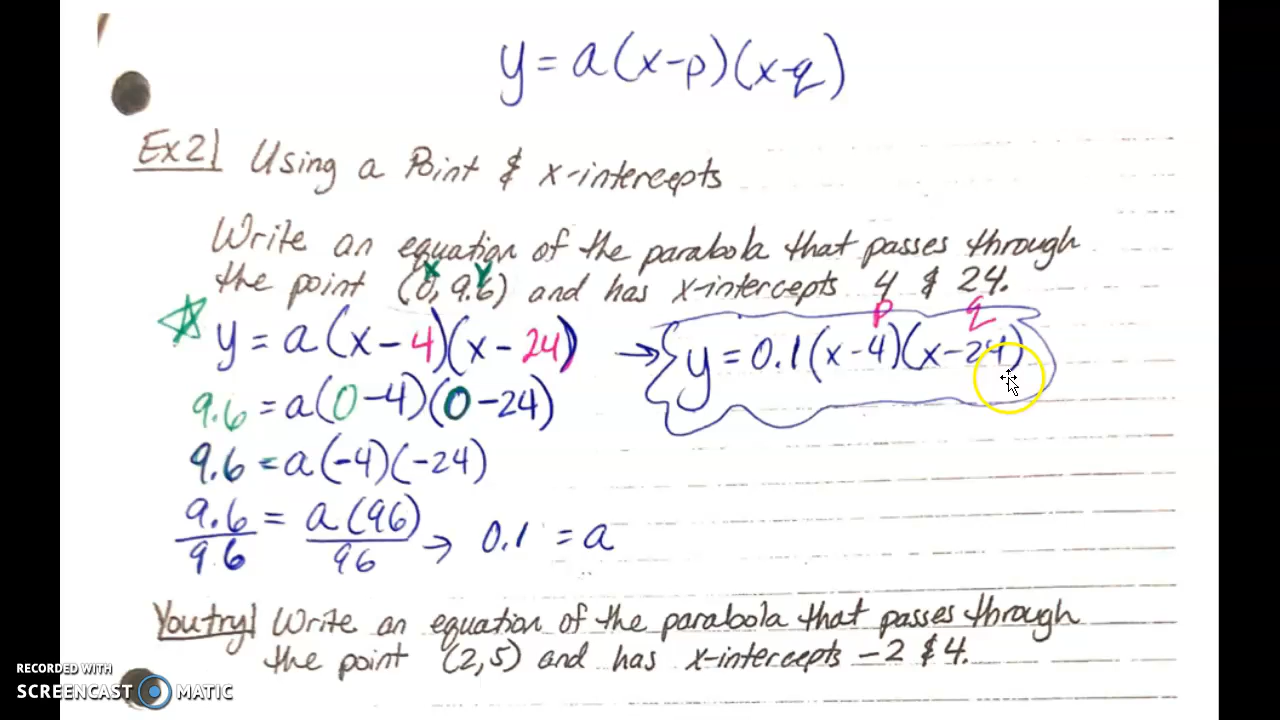 y = a(x-p)(x-q)
Ex2| Using a Point & x-intercepts
Write an equation of the parabola that passes through
the point (0, 9.6) and has x-intercepts 4 & 24.
x y
p q
y = a(x-4)(x-24) → y = 0.1(x-4)(x-24)
9.6 = a(0-4)(0-24)
9.6 = a(-4)(-24)
9.6/9.6 = a(96)/96 → 0.1 = a
You try| Write an equation of the parabola that passes through
the point (2,5) and has x-intercepts -2 & 4.
RECORDED WITH
SCREENCAST MATIC